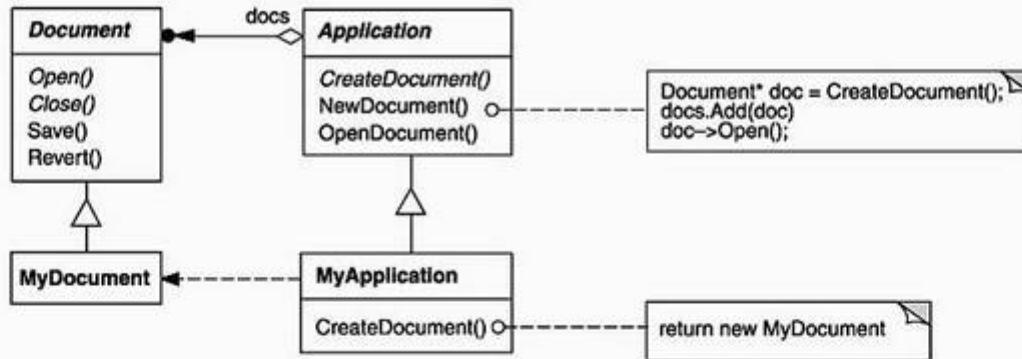 docs
Document
Open()
Close()
Save()
Revert()
Application
CreateDocument()
NewDocument()
OpenDocument()
Document* doc = CreateDocument();
docs.Add(doc)
doc->Open();
MyDocument
MyApplication
CreateDocument()
return new MyDocument